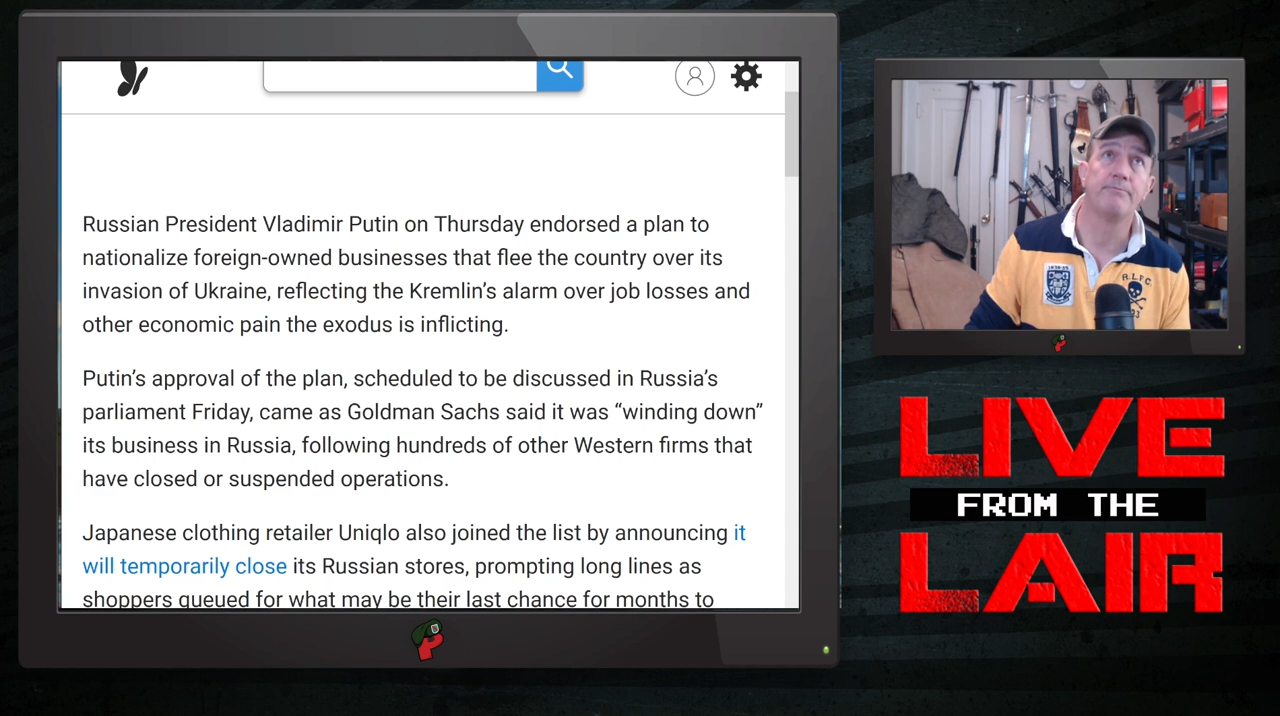 Russian President Vladimir Putin on Thursday endorsed a plan to
nationalize foreign-owned businesses that flee the country over its
invasion of Ukraine, reflecting the Kremlin’s alarm over job losses and
other economic pain the exodus is inflicting.
Putin’s approval of the plan, scheduled to be discussed in Russia’s
parliament Friday, came as Goldman Sachs said it was “winding down”
its business in Russia, following hundreds of other Western firms that
have closed or suspended operations.
Japanese clothing retailer Uniqlo also joined the list by announcing it
will temporarily close its Russian stores, prompting long lines as
shoppers queued for what may be their last chance for months to
R.L.F.C.
LIVE
FROM THE
LAIR